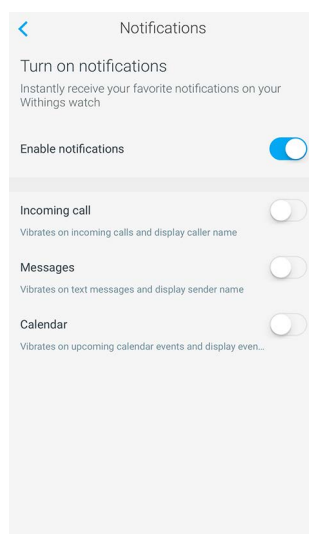 Notifications
Turn on notifications
Instantly receive your favorite notifications on your
Withings watch
Enable notifications
Incoming call
Vibrates on incoming calls and display caller name
Messages
Vibrates on text messages and display sender name
Calendar
Vibrates on upcoming calendar events and display even...